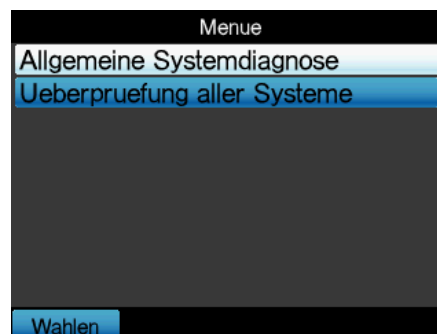 Menue
Allgemeine Systemdiagnose
Ueberpruefung aller Systeme
Wahlen